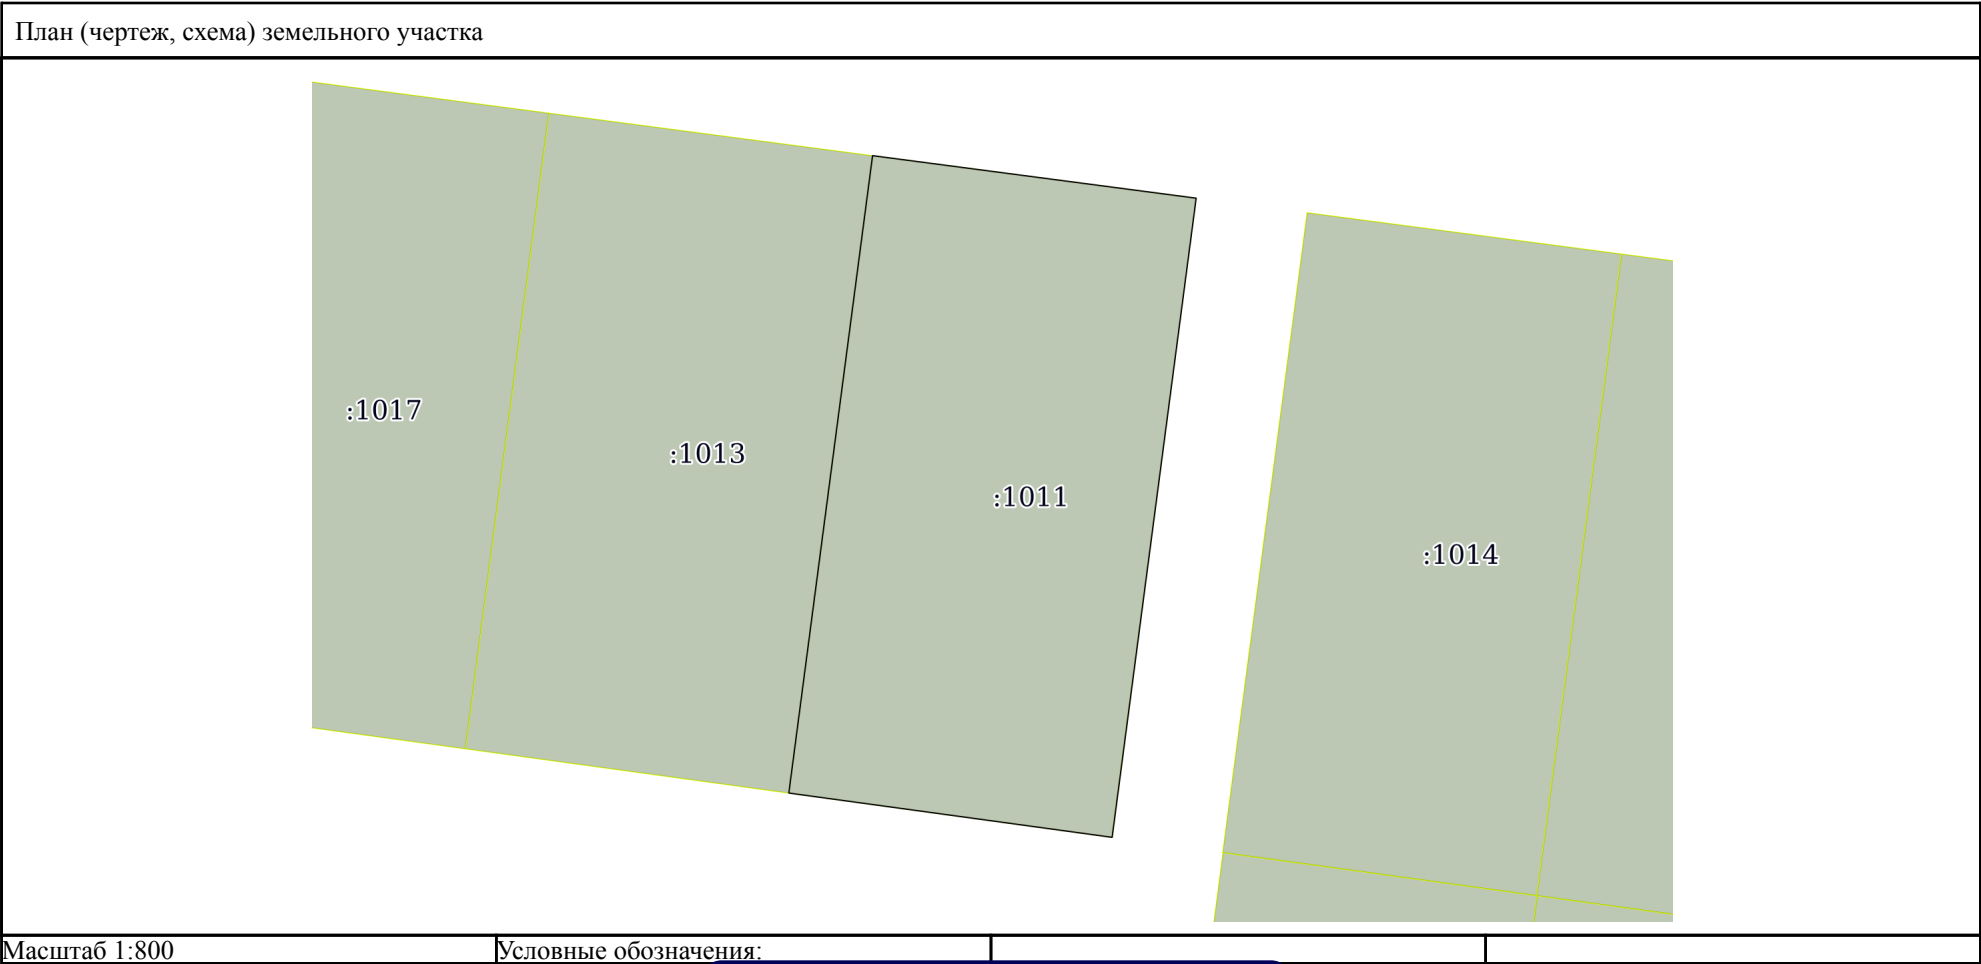 План (чертеж, схема) земельного участка
:1017
:1013
:1011
:1014
Масштаб 1:800
Условные обозначения: